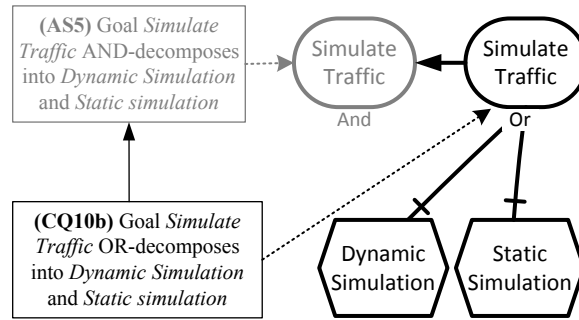 (AS5) Goal Simulate
Traffic AND-decomposes
into Dynamic Simulation
and Static simulation
Simulate
Traffic
And
Simulate
Traffic
Or
(CQ10b) Goal Simulate
Traffic OR-decomposes
into Dynamic Simulation
and Static simulation
Dynamic
Simulation
Static
Simulation